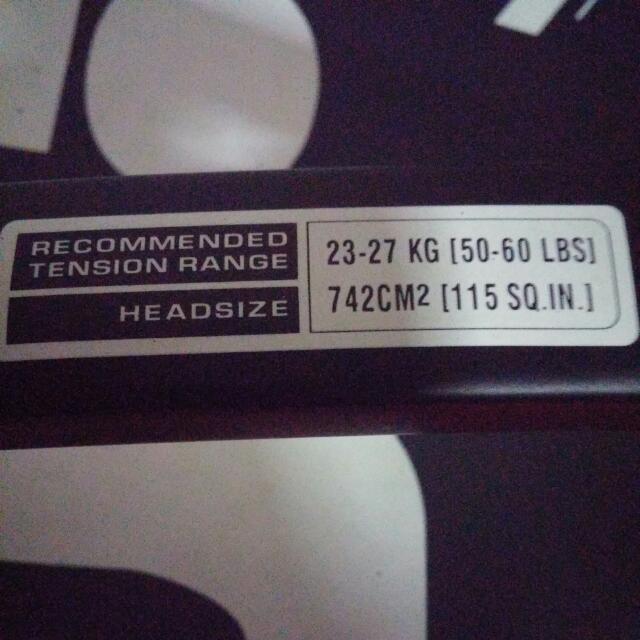 RECOMMENDED
TENSION RANGE
23-27 KG [50-60 LBS]
HEADSIZE
742CM2 [115 SQ.IN.]